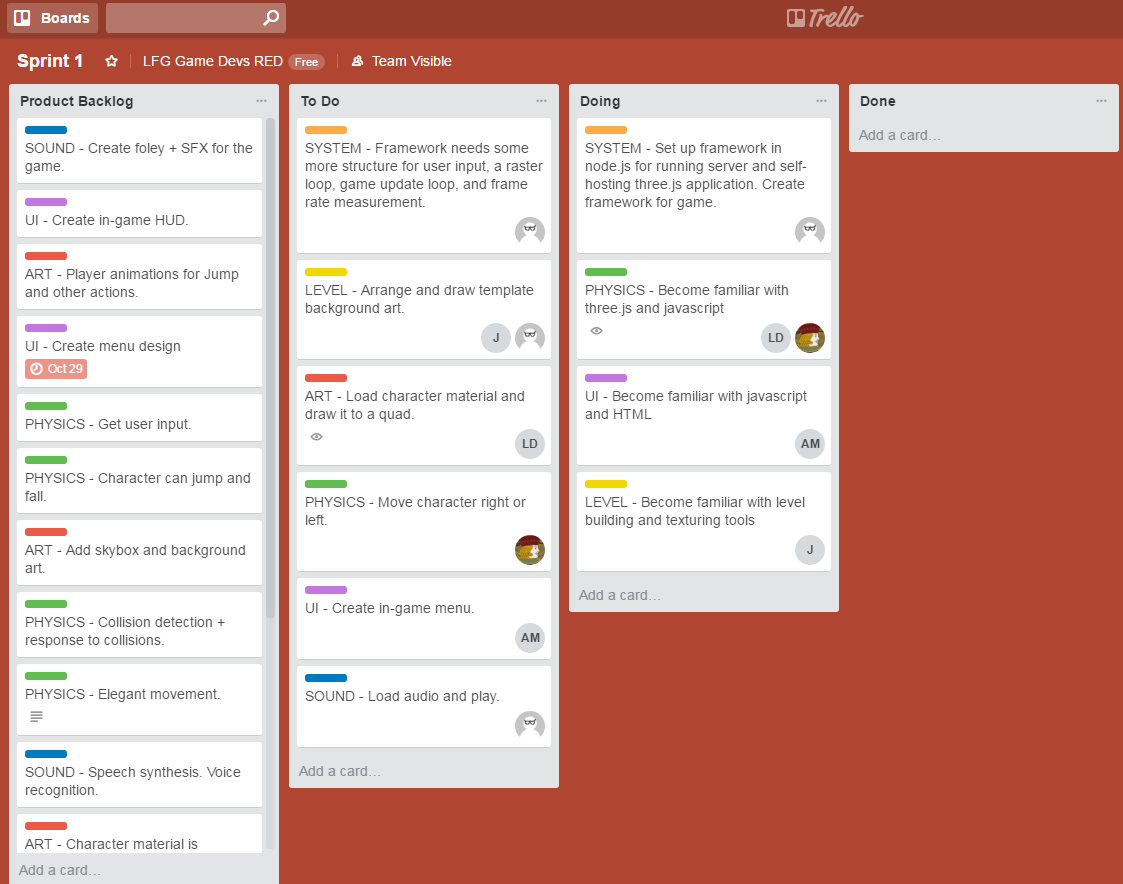 Boards
Trello
Sprint 1
LFG Game Devs RED Free
Team Visible
Product Backlog
SOUND - Create foley + SFX for the
game.
UI - Create in-game HUD.
ART - Player animations for Jump
and other actions.
UI - Create menu design
Oct 29
PHYSICS - Get user input.
PHYSICS - Character can jump and
fall.
ART - Add skybox and background
art.
PHYSICS - Collision detection +
response to collisions.
PHYSICS - Elegant movement.
SOUND - Speech synthesis. Voice
recognition.
ART - Character material is
Add a card…
To Do
SYSTEM - Framework needs some
more structure for user input, a raster
loop, game update loop, and frame
rate measurement.
LEVEL - Arrange and draw template
background art.
J
ART - Load character material and
draw it to a quad.
LD
PHYSICS - Move character right or
left.
UI - Create in-game menu.
AM
SOUND - Load audio and play.
Add a card…
Doing
SYSTEM - Set up framework in
node.js for running server and self-
hosting three.js application. Create
framework for game.
PHYSICS - Become familiar with
three.js and javascript
LD
UI - Become familiar with javascript
and HTML
AM
LEVEL - Become familiar with level
building and texturing tools
J
Add a card…
Done
Add a card…